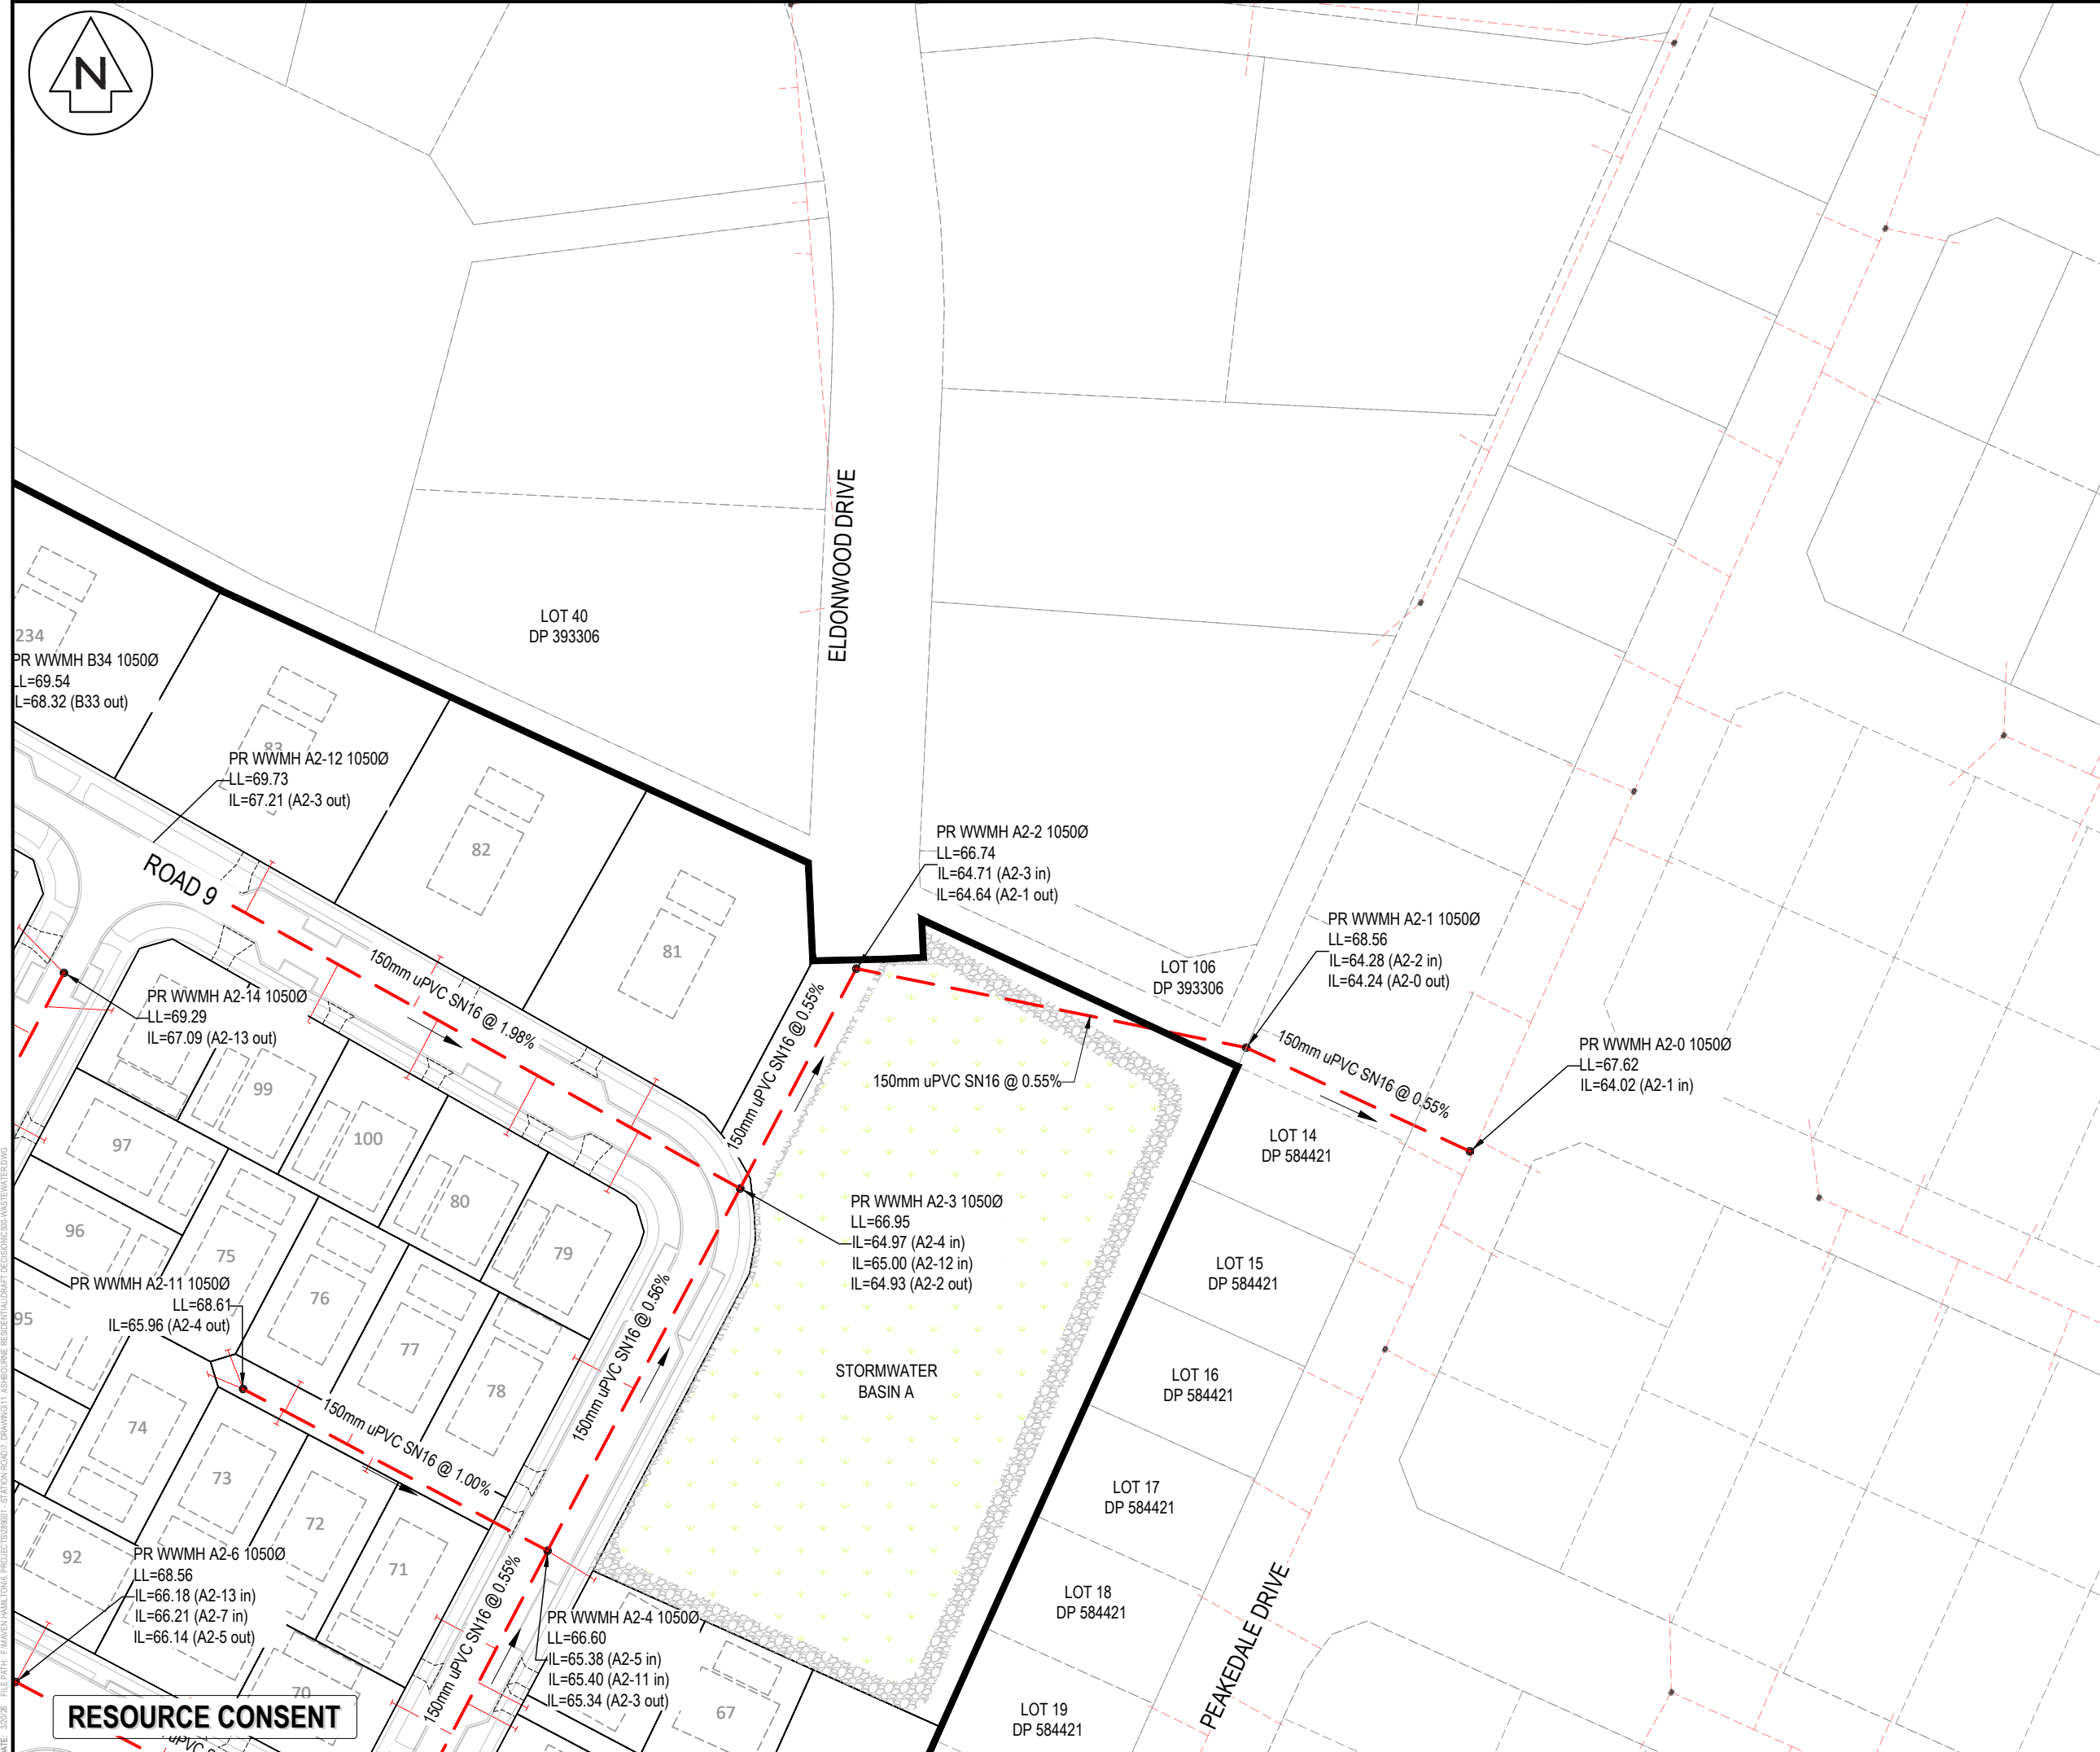 N
ELDONWOOD DRIVE
LOT 40
DP 393306
234
PR WWMH B34 1050Ø
LL=69.54
IL=68.32 (B33 out)
83
PR WWMH A2-12 1050Ø
LL=69.73
IL=67.21 (A2-3 out)
ROAD 9
82
81
PR WWMH A2-2 1050Ø
LL=66.74
IL=64.71 (A2-3 in)
IL=64.64 (A2-1 out)
PR WWMH A2-1 1050Ø
LL=68.56
IL=64.28 (A2-2 in)
IL=64.24 (A2-0 out)
LOT 106
DP 393306
150mm uPVC SN16 @ 1.98%
150mm uPVC SN16 @ 0.55%
150mm uPVC SN16 @ 0.55%
150mm uPVC SN16 @ 0.55%
PR WWMH A2-0 1050Ø
LL=67.62
IL=64.02 (A2-1 in)
PR WWMH A2-14 1050Ø
LL=69.29
IL=67.09 (A2-13 out)
99
97
100
80
79
96
75
76
77
78
95
LOT 14
DP 584421
PR WWMH A2-3 1050Ø
LL=66.95
IL=64.97 (A2-4 in)
IL=65.00 (A2-12 in)
IL=64.93 (A2-2 out)
LOT 15
DP 584421
PR WWMH A2-11 1050Ø
LL=68.61
IL=65.96 (A2-4 out)
150mm uPVC SN16 @ 0.56%
STORMWATER
BASIN A
LOT 16
DP 584421
150mm uPVC SN16 @ 1.00%
74
73
72
71
92
LOT 17
DP 584421
PR WWMH A2-6 1050Ø
LL=68.56
IL=66.18 (A2-13 in)
IL=66.21 (A2-7 in)
IL=66.14 (A2-5 out)
150mm uPVC SN16 @ 0.55%
PR WWMH A2-4 1050Ø
LL=66.60
IL=65.38 (A2-5 in)
IL=65.40 (A2-11 in)
IL=65.34 (A2-3 out)
LOT 18
DP 584421
PEAKEDALE DRIVE
70
67
LOT 19
DP 584421
RESOURCE CONSENT